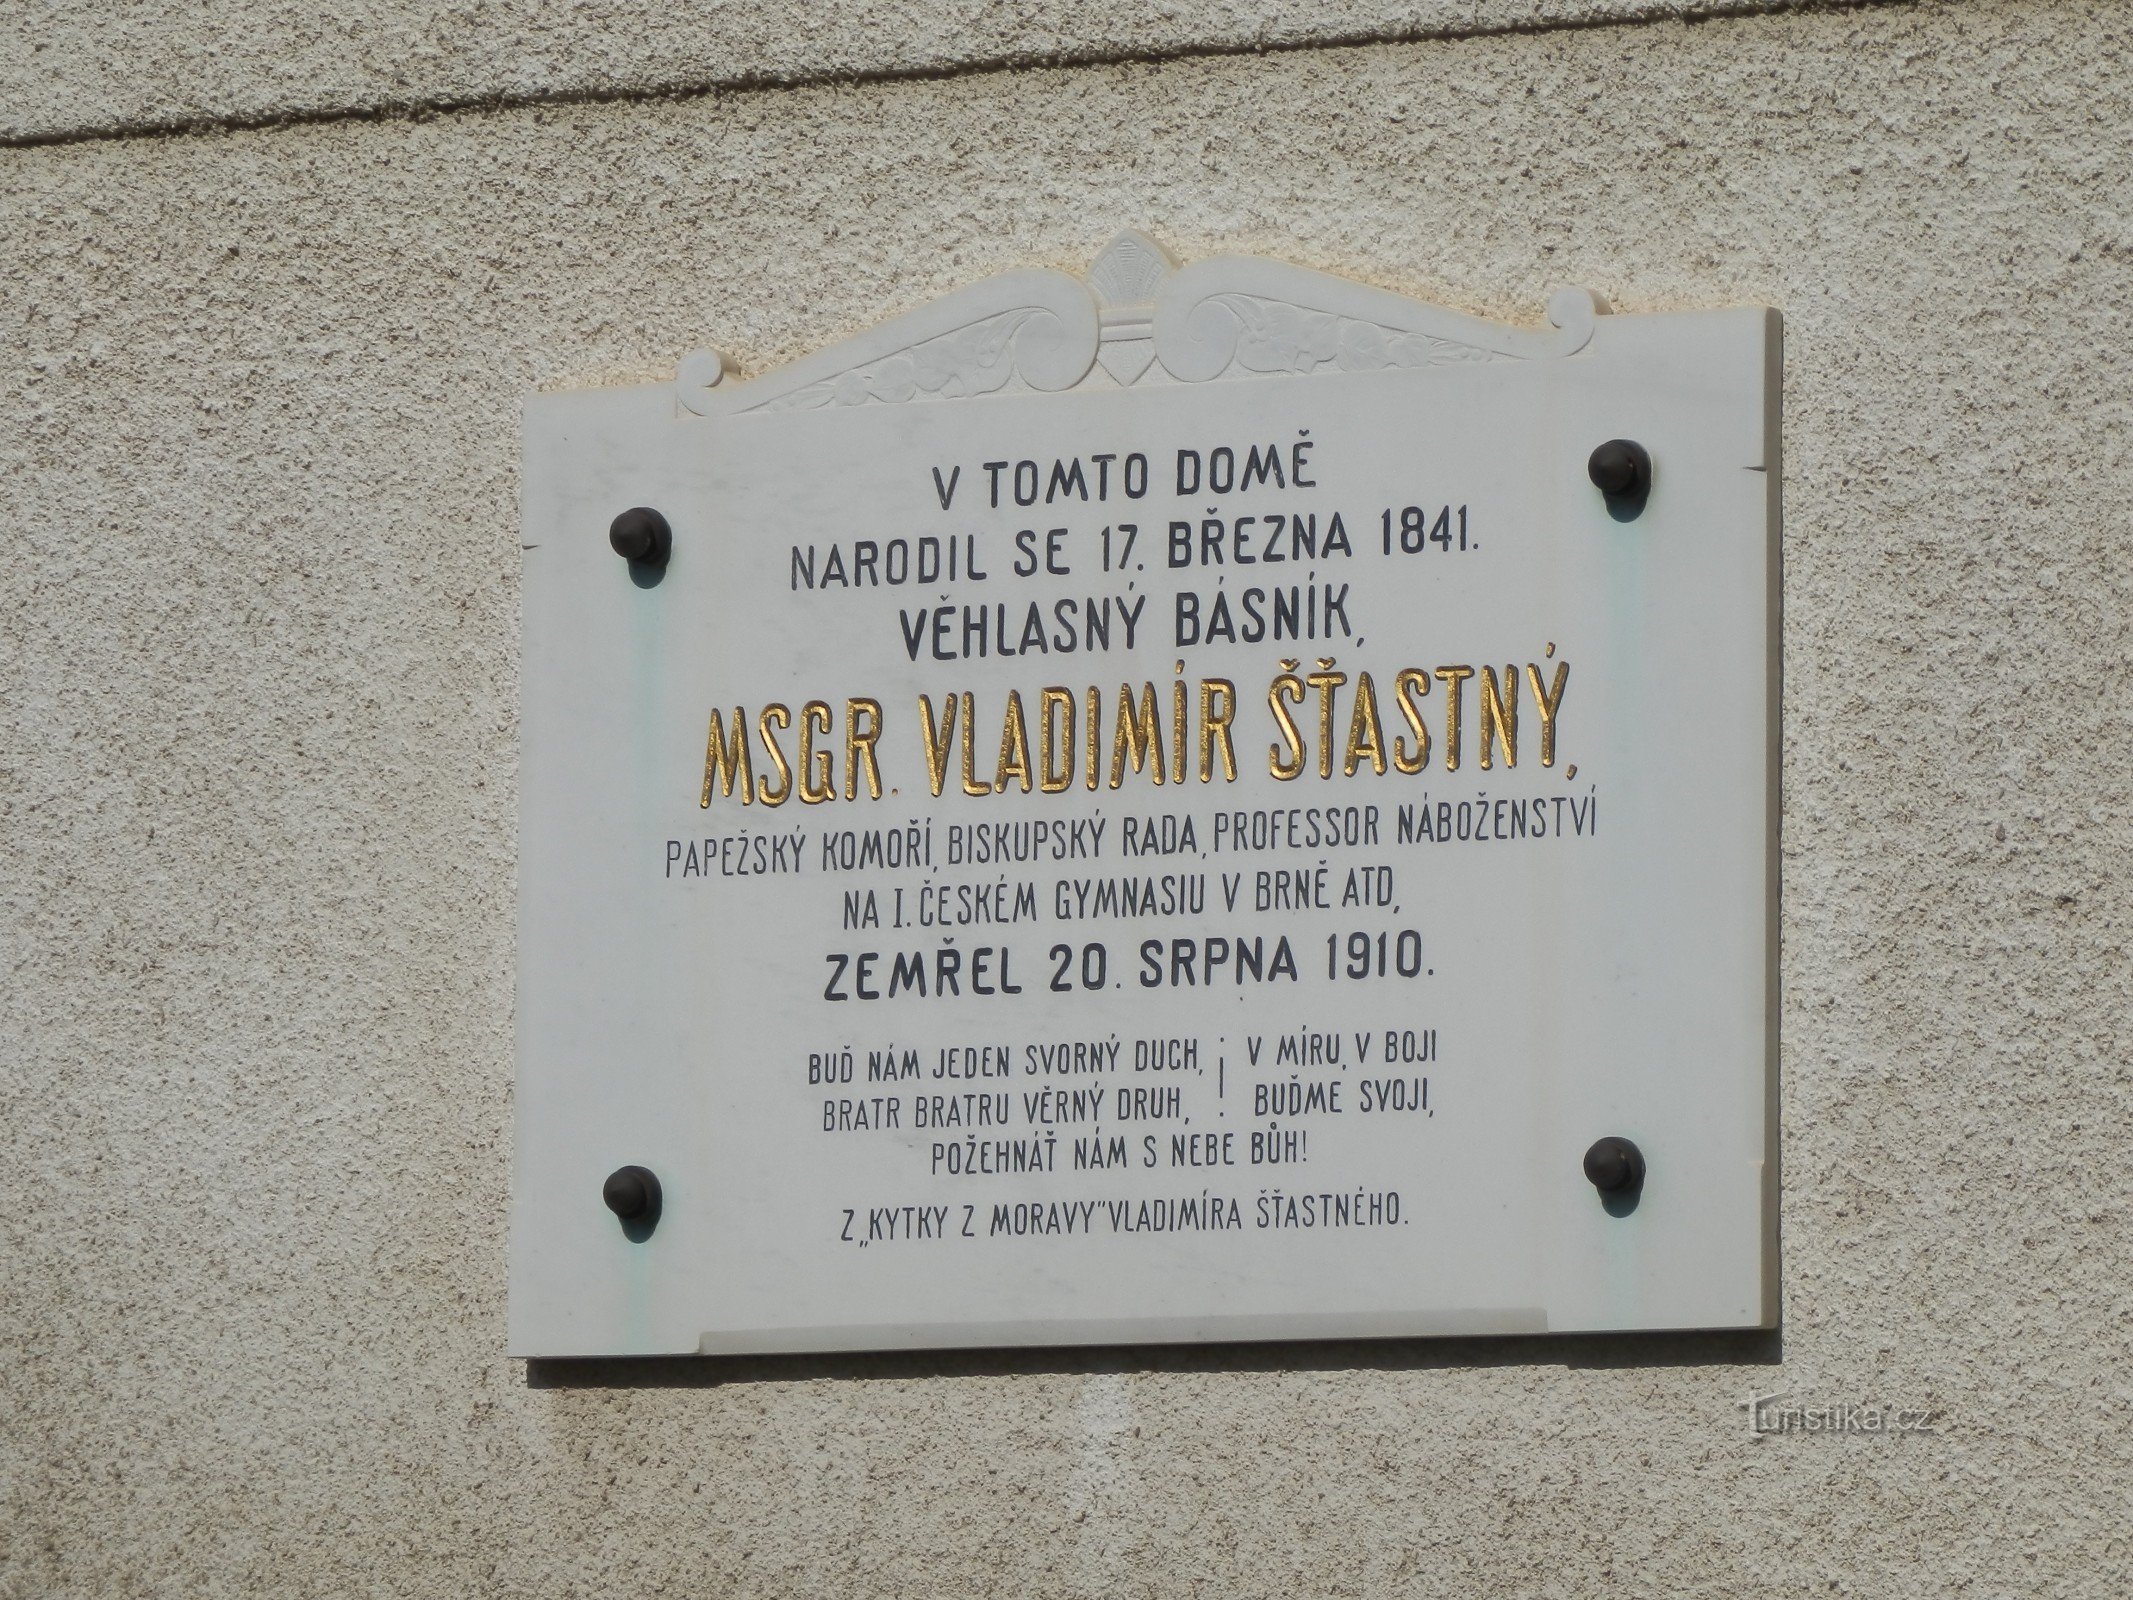 V TOMTO DOMĚ
NARODIL SE 17. BŘEZNA 1841.
VĚHLASNÝ BÁSNÍK,
MSGR. VLADIMÍR ŠŤASTNÝ,
PAPEŽSKÝ KOMOŘÍ, BISKUPSKÝ RADA, PROFESSOR NÁBOŽENSTVÍ
NA I. ČESKÉM GYMNASIU V BRNĚ ATD,
ZEMŘEL 20. SRPNA 1910.
BUĎ NÁM JEDEN SVORNÝ DUCH, V MÍRU, V BOJI
BRATR BRATRU VĚRNÝ DRUH, BUĎME SVOJI,
POŽEHNÁŤ NÁM S NEBE BŮH!
Z „KYTKY Z MORAVY" VLADIMÍRA ŠŤASTNÉHO.
Turistika.cz